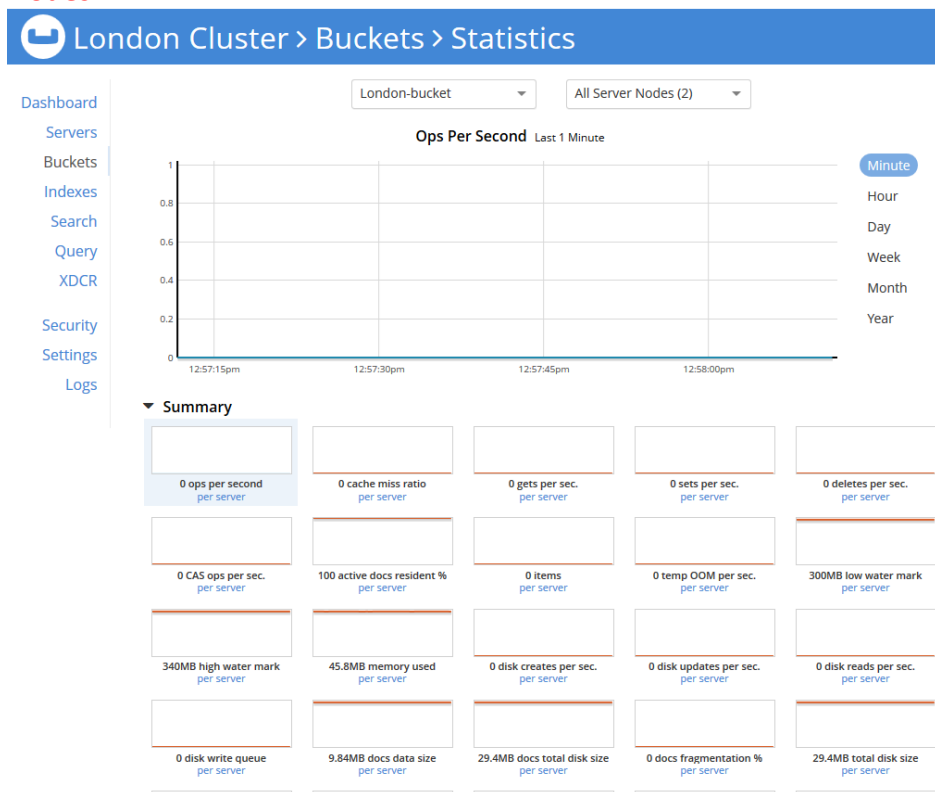 London Cluster > Buckets > Statistics
London-bucket
All Server Nodes (2)
Dashboard
Servers
Buckets
Indexes
Search
Query
XDCR
Security
Settings
Logs
Ops Per Second Last 1 Minute
1
0.8
0.6
0.4
0.2
0
12:57:15pm
12:57:30pm
12:57:45pm
12:58:00pm
Minute
Hour
Day
Week
Month
Year
Summary
0 ops per second
per server
0 cache miss ratio
per server
0 gets per sec.
per server
0 sets per sec.
per server
0 deletes per sec.
per server
0 CAS ops per sec.
per server
100 active docs resident %
per server
0 items
per server
0 temp OOM per sec.
per server
300MB low water mark
per server
340MB high water mark
per server
45.8MB memory used
per server
0 disk creates per sec.
per server
0 disk updates per sec.
per server
0 disk reads per sec.
per server
0 disk write queue
per server
9.84MB docs data size
per server
29.4MB docs total disk size
per server
0 docs fragmentation %
per server
29.4MB total disk size
per server